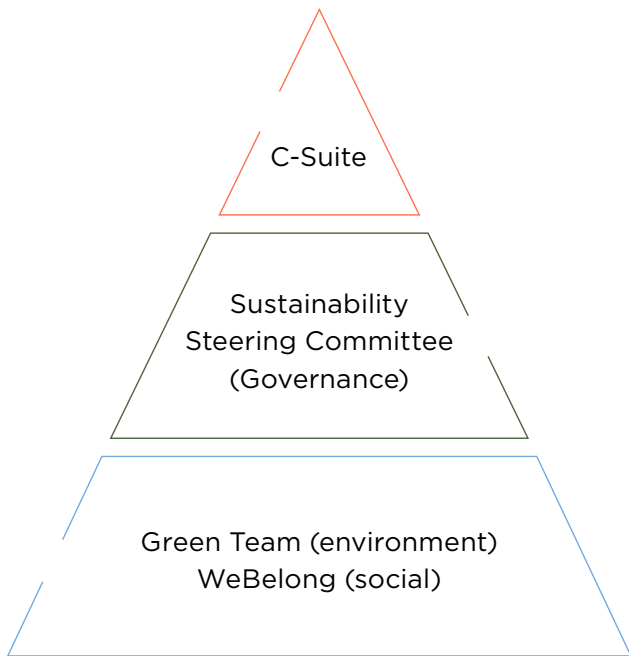 C-Suite
Sustainability
Steering Committee
(Governance)
Green Team (environment)
WeBelong (social)